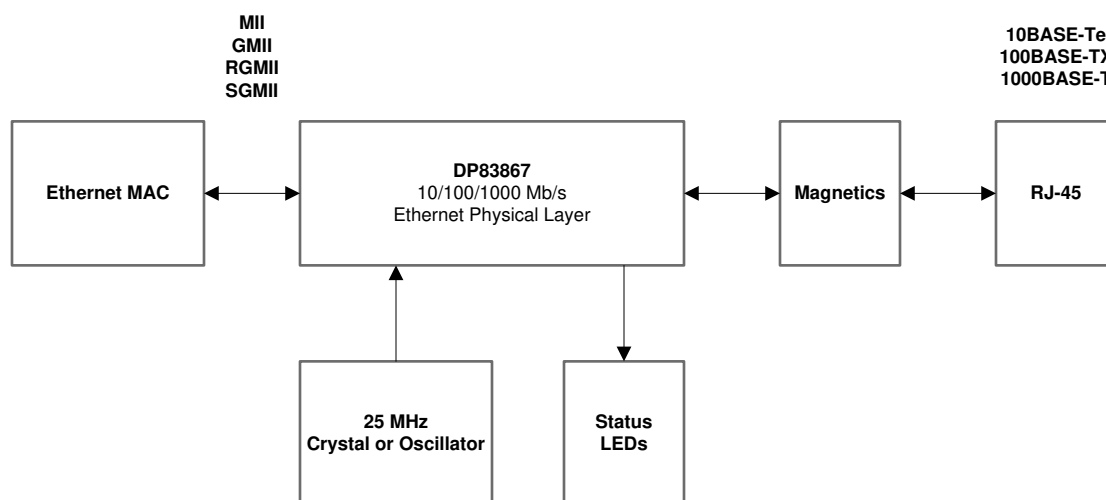 MII
GMII
RGMII
SGMII
10BASE-Te
100BASE-TX
1000BASE-T
Ethernet MAC
DP83867
10/100/1000 Mb/s
Ethernet Physical Layer
Magnetics
RJ-45
25 MHz
Crystal or Oscillator
Status
LEDs